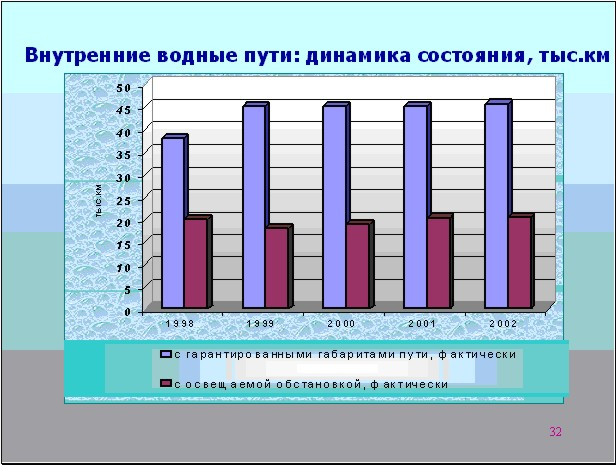 Внутренние водные пути: динамика состояния, тыс.км
50
45
40
35
30
25
20
15
10
5
0
тыс.км
1998 1999 2000 2001 2002
с гарантированными габаритами пути, фактически
с освещаемой обстановкой, фактически
32